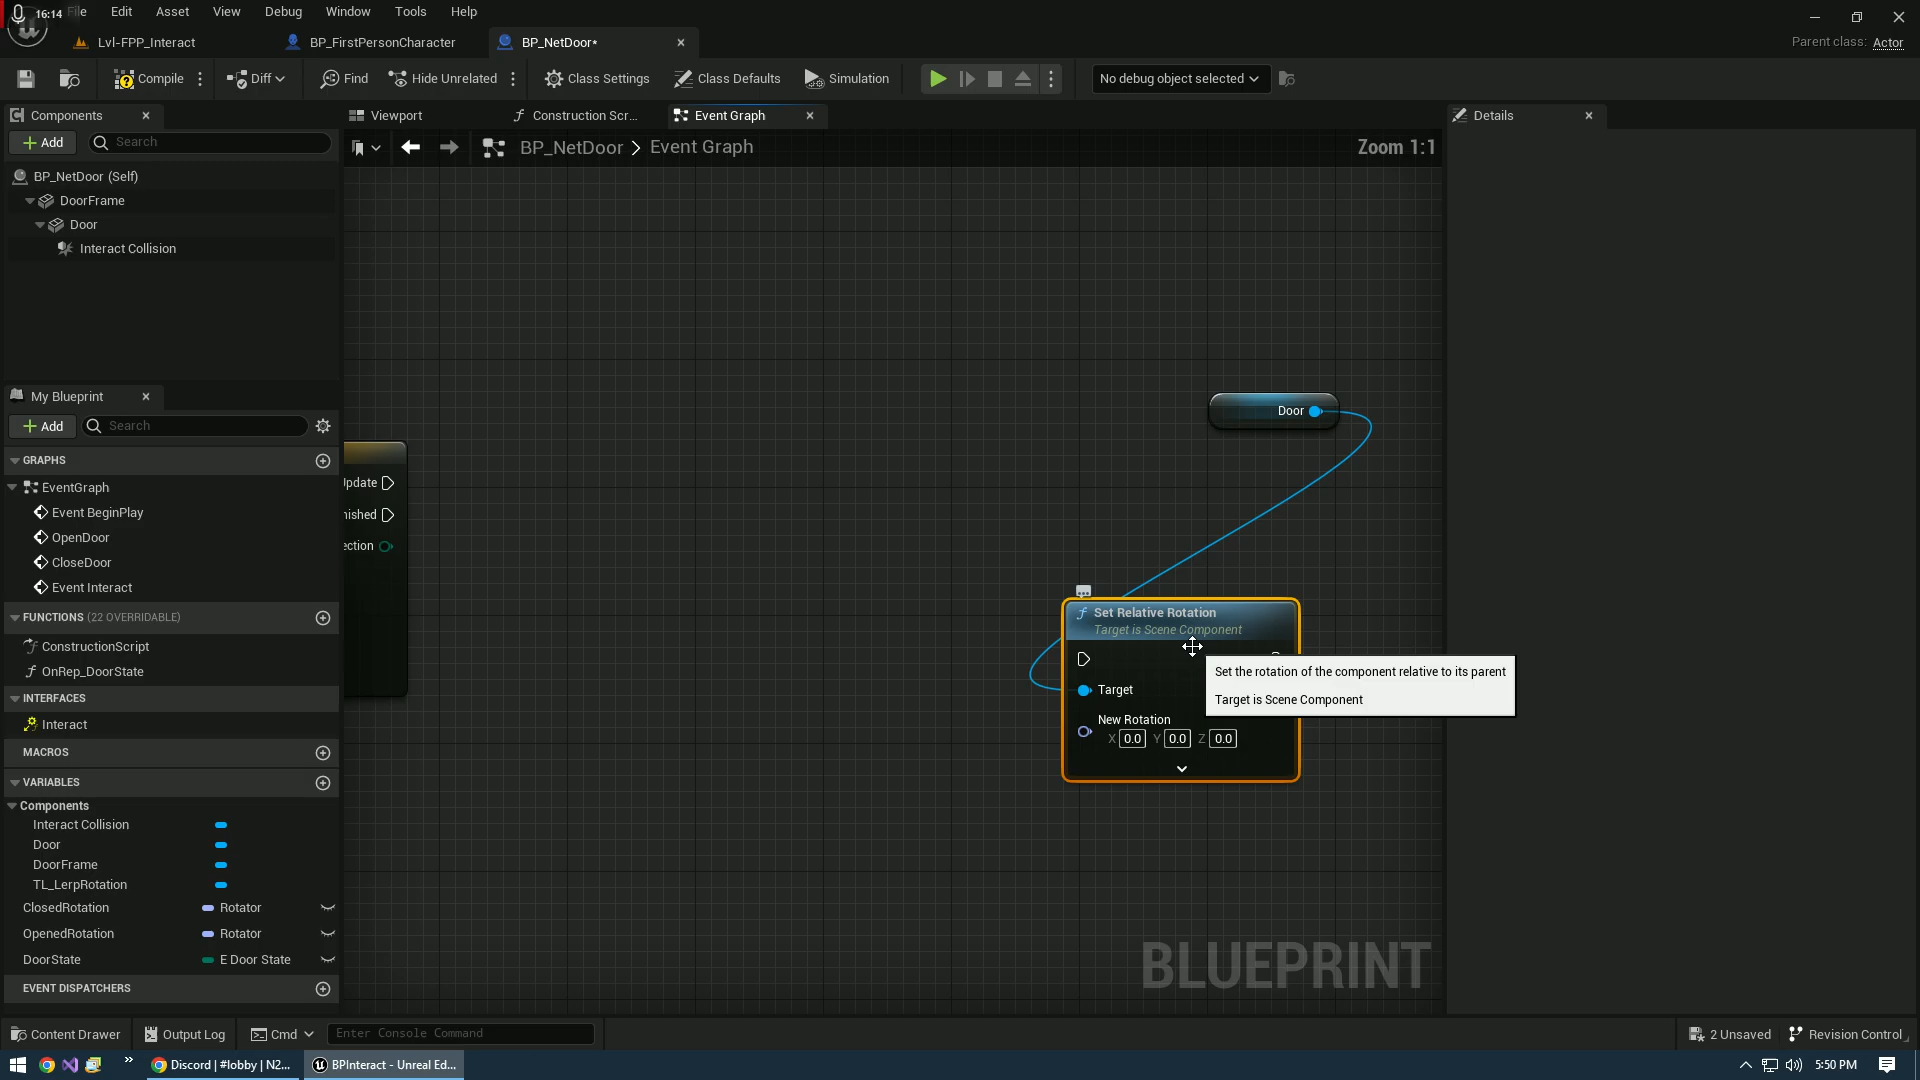 16:14
File Edit Asset View Debug Window Tools Help
Lvl-FPP_Interact BP_FirstPersonCharacter BP_NetDoor*
Parent class: Actor
Compile Diff Find Hide Unrelated Class Settings Class Defaults Simulation No debug object selected
Components
Add Search
BP_NetDoor (Self)
DoorFrame
Door
Interact Collision
My Blueprint
Add Search
GRAPHS
EventGraph
Event BeginPlay
OpenDoor
CloseDoor
Event Interact
FUNCTIONS (22 OVERRIDABLE)
ConstructionScript
OnRep_DoorState
INTERFACES
Interact
MACROS
VARIABLES
Components
Interact Collision
Door
DoorFrame
TL_LerpRotation
ClosedRotation Rotator
OpenedRotation Rotator
DoorState E Door State
EVENT DISPATCHERS
Viewport Construction Scr... Event Graph
BP_NetDoor > Event Graph
Zoom 1:1
Update
nished
ection
Door
Set Relative Rotation
Target is Scene Component
Target
New Rotation
X 0.0 Y 0.0 Z 0.0
Set the rotation of the component relative to its parent
Target is Scene Component
BLUEPRINT
Details
Content Drawer Output Log Cmd Enter Console Command
2 Unsaved Revision Control
Discord | #lobby | N2... BPInteract - Unreal Ed...
5:50 PM